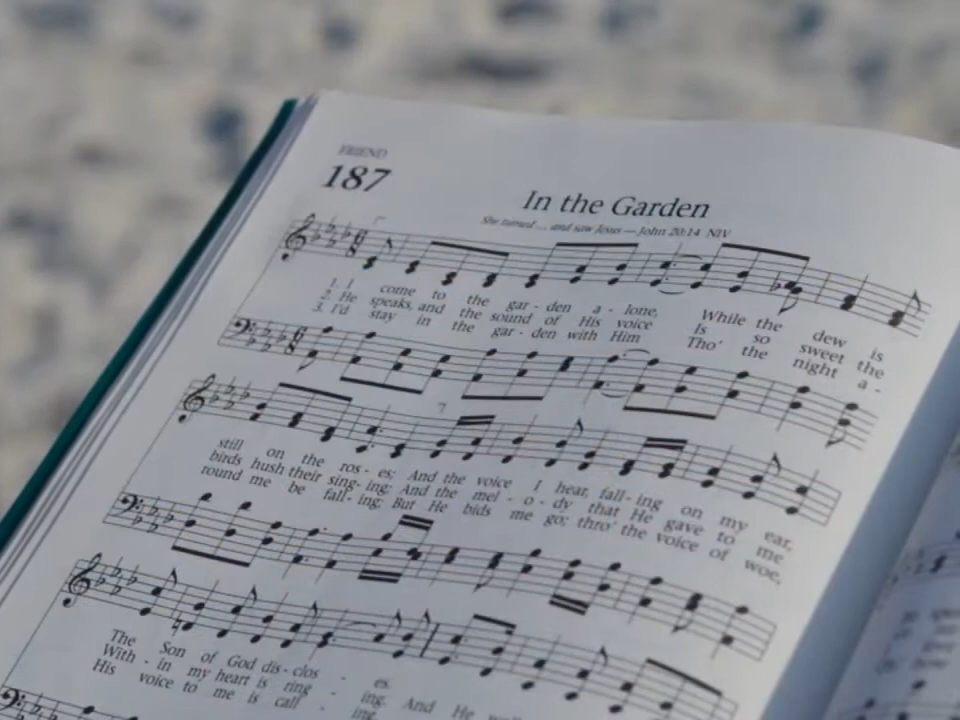 FRIEND
187
In the Garden
She turned ... and saw Jesus — John 20:14 NIV
1. I come to the gar - den a - lone, While the dew is
2. He speaks, and the sound of His voice Is so sweet the
3. I'd stay in the gar - den with Him Tho' the night a -
still on the ros - es; And the voice I hear, fall - ing on my ear,
birds hush their sing - ing; And the mel - o - dy that He gave to me
round me be fall - ing; But He bids me go; thro' the voice of woe,
The Son of God dis - clos - es.
With - in my heart is ring - ing. And He
His voice to me is call - ing.